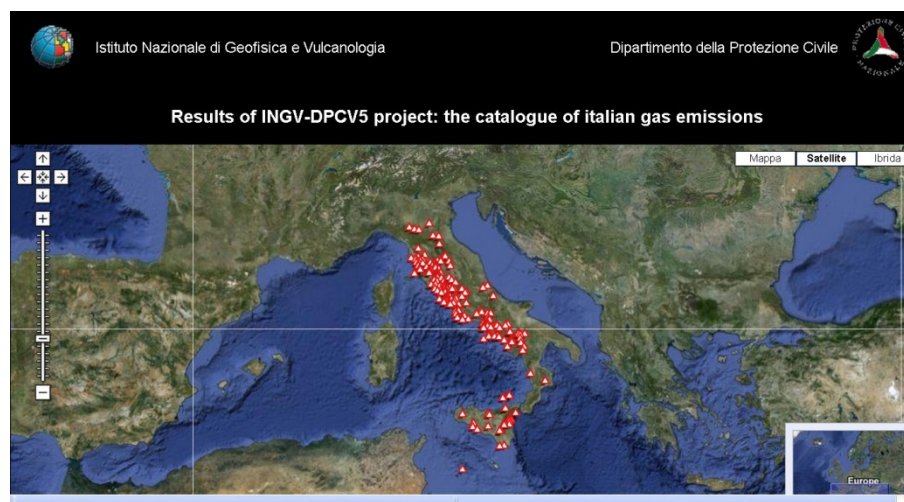 Istituto Nazionale di Geofisica e Vulcanologia
Dipartimento della Protezione Civile
Results of INGV-DPCV5 project: the catalogue of italian gas emissions
Mappa
Satellite
Ibrida
Europe